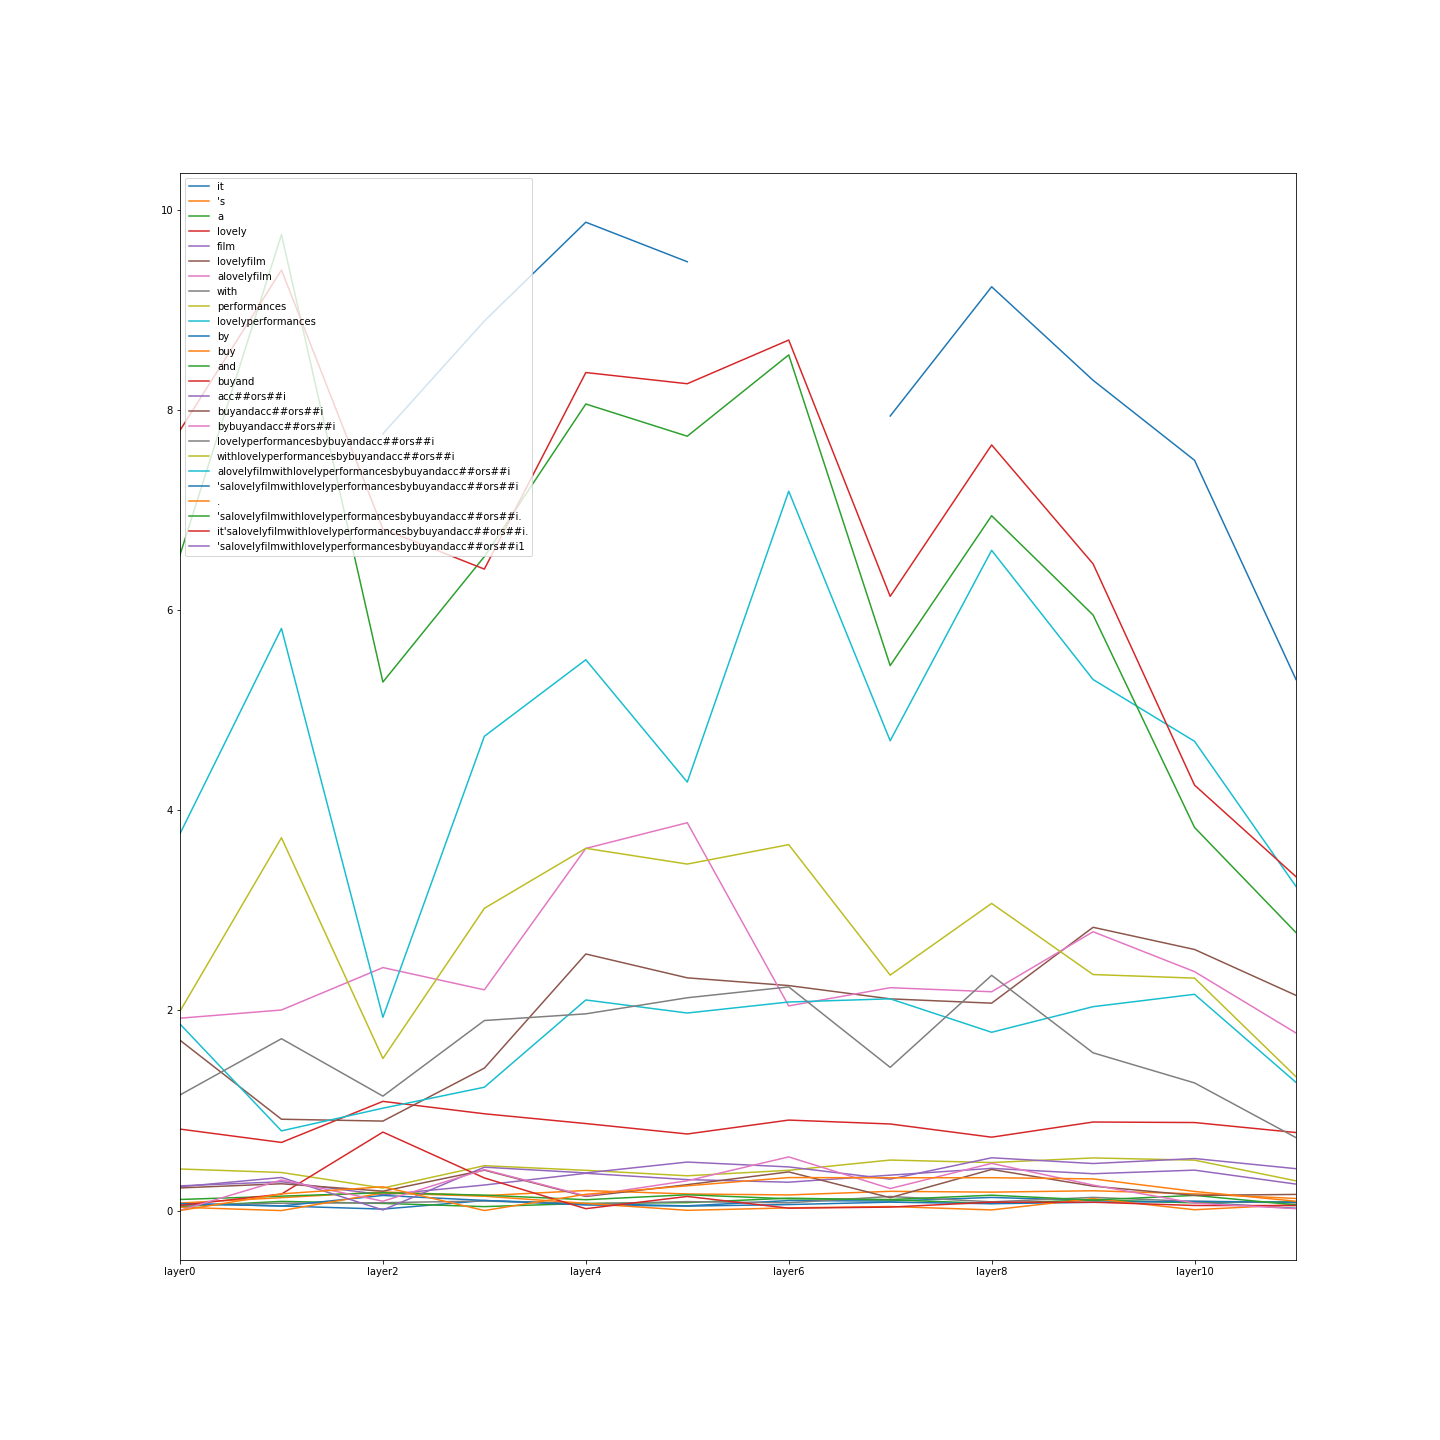 10
8
6
4
2
0
it
's
a
lovely
film
lovelyfilm
alovelyfilm
with
performances
lovelyperformances
by
buy
and
buyand
acc##ors##i
buyandacc##ors##i
bybuyandacc##ors##i
lovelyperformancesbybuyandacc##ors##i
withlovelyperformancesbybuyandacc##ors##i
alovelyfilmwithlovelyperformancesbybuyandacc##ors##i
'salovelyfilmwithlovelyperformancesbybuyandacc##ors##i
.
'salovelyfilmwithlovelyperformancesbybuyandacc##ors##i.
it'salovelyfilmwithlovelyperformancesbybuyandacc##ors##i.
'salovelyfilmwithlovelyperformancesbybuyandacc##ors##i1
layer0 layer2 layer4 layer6 layer8 layer10